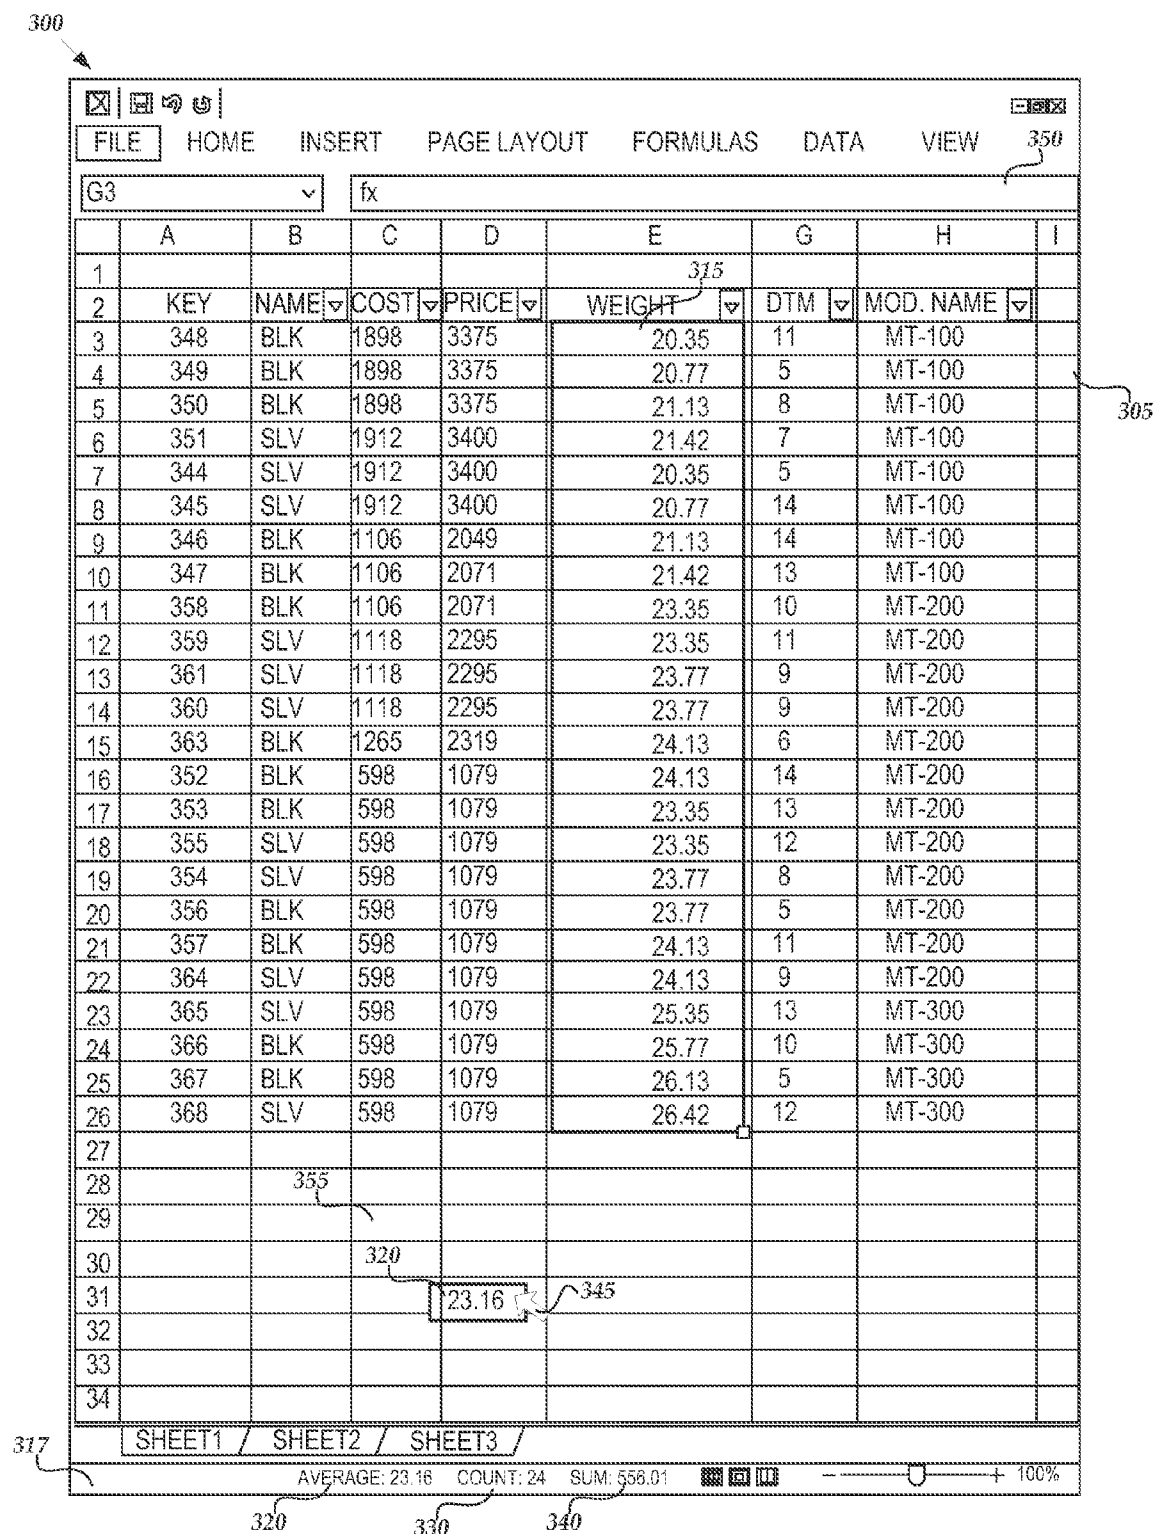 300
FILE HOME INSERT PAGE LAYOUT FORMULAS DATA VIEW 350
G3 fx
A B C D E G H I
1 315
2 KEY NAME COST PRICE WEIGHT DTM MOD. NAME
3 348 BLK 1898 3375 20.35 11 MT-100
4 349 BLK 1898 3375 20.77 5 MT-100
5 350 BLK 1898 3375 21.13 8 MT-100 305
6 351 SLV 1912 3400 21.42 7 MT-100
7 344 SLV 1912 3400 20.35 5 MT-100
8 345 SLV 1912 3400 20.77 14 MT-100
9 346 BLK 1106 2049 21.13 14 MT-100
10 347 BLK 1106 2071 21.42 13 MT-100
11 358 BLK 1106 2071 23.35 10 MT-200
12 359 SLV 1118 2295 23.35 11 MT-200
13 361 SLV 1118 2295 23.77 9 MT-200
14 360 SLV 1118 2295 23.77 9 MT-200
15 363 BLK 1265 2319 24.13 6 MT-200
16 352 BLK 598 1079 24.13 14 MT-200
17 353 BLK 598 1079 23.35 13 MT-200
18 355 SLV 598 1079 23.35 12 MT-200
19 354 SLV 598 1079 23.77 8 MT-200
20 356 BLK 598 1079 23.77 5 MT-200
21 357 BLK 598 1079 24.13 11 MT-200
22 364 SLV 598 1079 24.13 9 MT-200
23 365 SLV 598 1079 25.35 13 MT-300
24 366 BLK 598 1079 25.77 10 MT-300
25 367 BLK 598 1079 26.13 5 MT-300
26 368 SLV 598 1079 26.42 12 MT-300
27
28 355
29
30 320
31 23.16 345
32
33
34
317 SHEET1 SHEET2 SHEET3
AVERAGE: 23.16 COUNT: 24 SUM: 556.01 100%
320 330 340